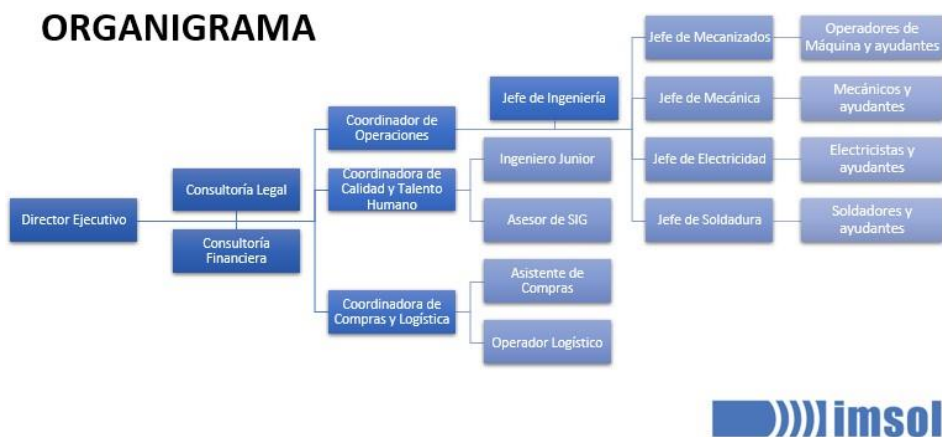 ORGANIGRAMA
Director Ejecutivo
Consultoría Legal
Consultoría
Financiera
Coordinador de
Operaciones
Jefe de Ingeniería
Jefe de Mecanizados
Operadores de
Máquina y ayudantes
Jefe de Mecánica
Mecánicos y
ayudantes
Jefe de Electricidad
Electricistas y
ayudantes
Jefe de Soldadura
Soldadores y
ayudantes
Coordinadora de
Calidad y Talento
Humano
Ingeniero Junior
Asesor de SIG
Coordinadora de
Compras y Logística
Asistente de
Compras
Operador Logístico
imsol